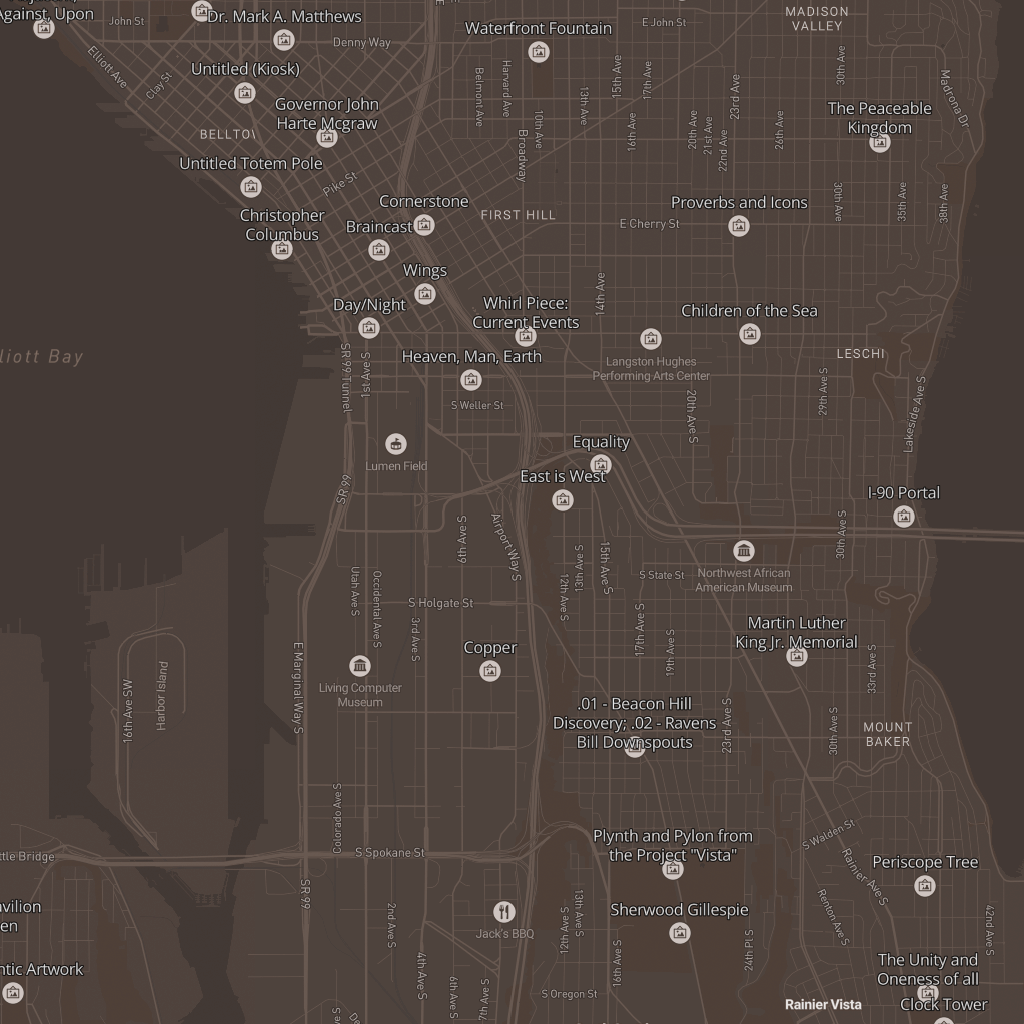 Against, Upon
John St
Dr. Mark A. Matthews
Waterfront Fountain
E John St
MADISON
VALLEY
Elliott Ave
Clay St
Denny Way
Untitled (Kiosk)
Belmont Ave
Harvard Ave
10th Ave
Broadway
13th Ave
15th Ave
17th Ave
16th Ave
20th Ave
21st Ave
22nd Ave
23rd Ave
26th Ave
30th Ave
Madrona Dr
Governor John
Harte Mcgraw
BELLTO
The Peaceable
Kingdom
Untitled Totem Pole
Pike St
Christopher
Columbus
Cornerstone
Braincast
FIRST HILL
E Cherry St
Proverbs and Icons
30th Ave
35th Ave
38th Ave
Wings
Day/Night
Whirl Piece:
Current Events
14th Ave
Children of the Sea
Heaven, Man, Earth
Langston Hughes
Performing Arts Center
LESCHI
lliott Bay
SR 99 Tunnel
1st Ave S
S Weller St
20th Ave S
29th Ave S
Lakeside Ave S
Lumen Field
Equality
East is West
SR 99
I-90 Portal
6th Ave S
Airport Way S
30th Ave S
Northwest African
American Museum
S State St
Utah Ave S
Occidental Ave S
12th Ave S
13th Ave S
15th Ave S
S Holgate St
3rd Ave S
17th Ave S
19th Ave S
Martin Luther
King Jr. Memorial
Copper
E Marginal Way S
Living Computer
Museum
16th Ave SW
Harbor Island
33rd Ave S
.01 - Beacon Hill
Discovery; .02 - Ravens
Bill Downspouts
23rd Ave S
30th Ave S
MOUNT
BAKER
Colorado Ave S
S Spokane St
ttle Bridge
Plynth and Pylon from
the Project "Vista"
S Walden St
Rainier Ave S
Periscope Tree
SR 99
2nd Ave S
Jack's BBQ
12th Ave S
13th Ave S
16th Ave S
Sherwood Gillespie
24th Pl S
Renton Ave S
42nd Ave S
avilion
en
ntic Artwork
4th Ave S
6th Ave S
7th Ave S
S Oregon St
The Unity and
Oneness of all
Rainier Vista
Clock Tower